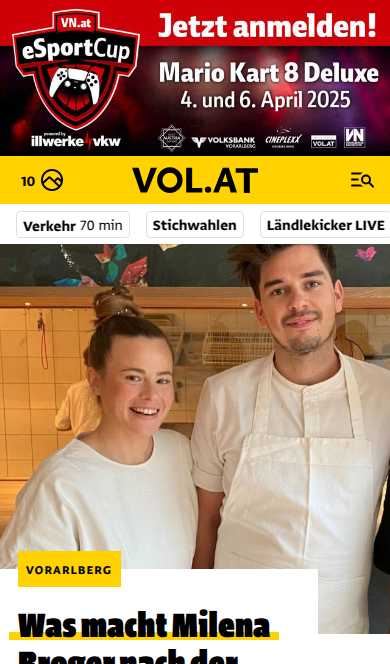 VN.at
eSportCup
powered by
illwerke vkw
Jetzt anmelden!
Mario Kart 8 Deluxe
4. und 6. April 2025
VOLKSBANK
VORARLBERG
CINEPLEXX
VOL.AT
VN
10
VOL.AT
Verkehr 70 min
Stichwahlen
Ländlekicker LIVE
VORARLBERG
Was macht Milena
Broger nach der